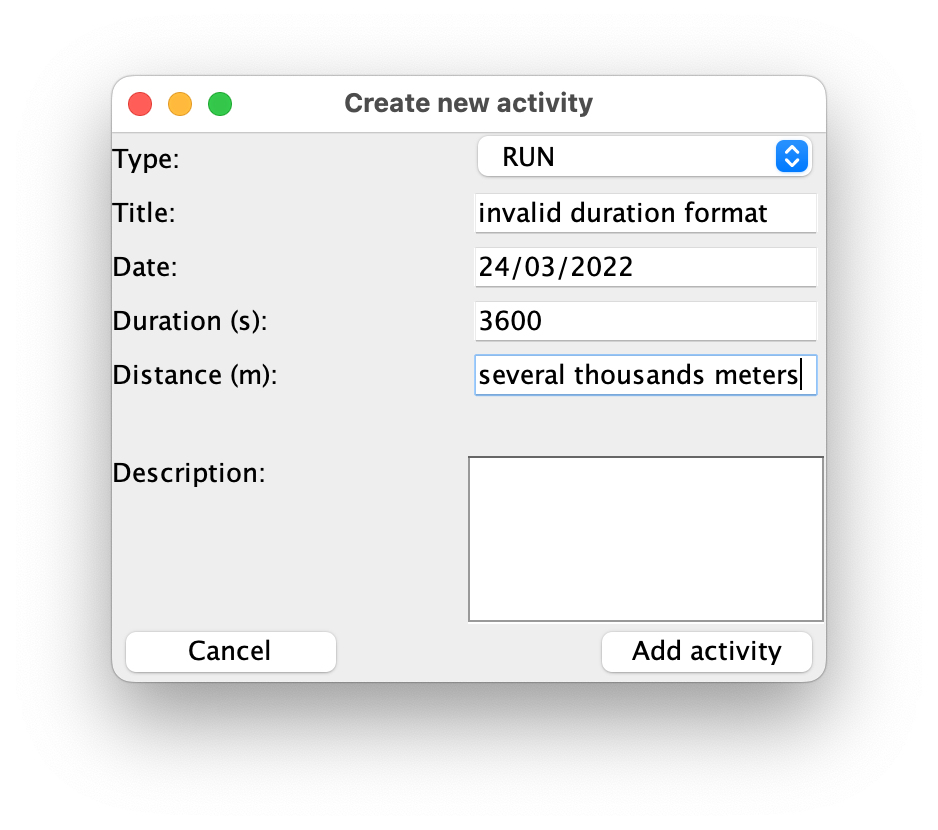 Create new activity
Type: RUN
Title: invalid duration format
Date: 24/03/2022
Duration (s): 3600
Distance (m): several thousands meters
Description:
Cancel Add activity